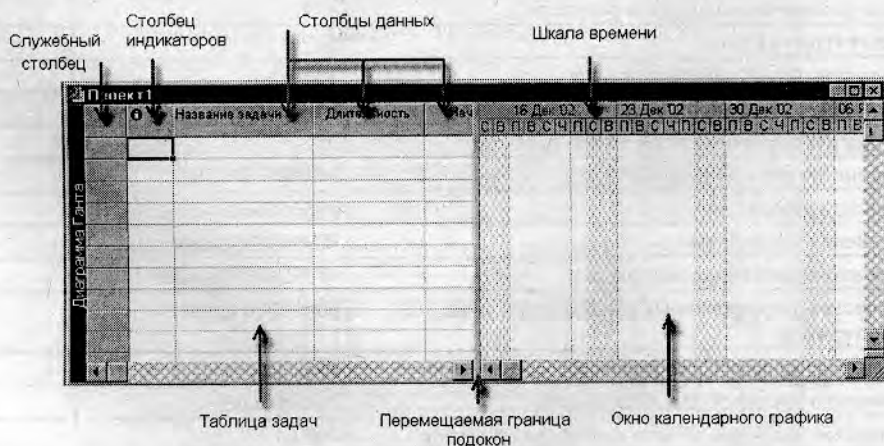 Столбец
индикаторов
Столбцы данных
Шкала времени
Служебный
столбец
Проект1
Название задачи
Длительность
Нач
16 Дек '02
23 Дек '02
30 Дек '02
06 Я
С В П В С Ч П С В П В С Ч П С В П В С Ч П С В П В
Диаграмма Ганта
Таблица задач
Перемещаемая граница
подокон
Окно календарного графика